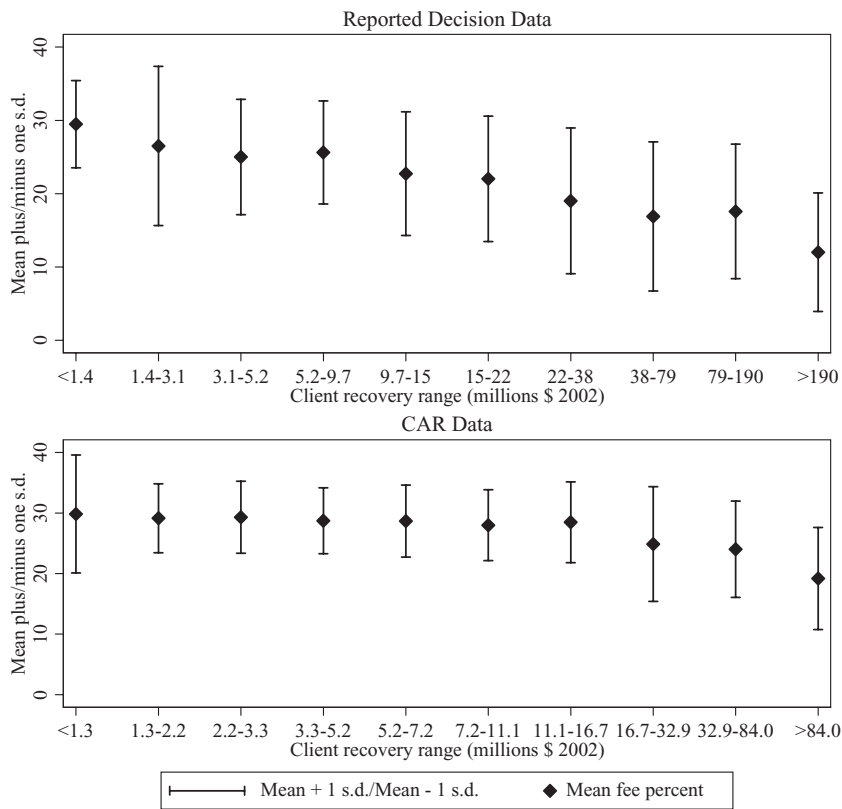 Reported Decision Data
Mean plus/minus one s.d.
40
30
20
10
0
<1.4 1.4-3.1 3.1-5.2 5.2-9.7 9.7-15 15-22 22-38 38-79 79-190 >190
Client recovery range (millions $ 2002)
CAR Data
Mean plus/minus one s.d.
40
30
20
10
0
<1.3 1.3-2.2 2.2-3.3 3.3-5.2 5.2-7.2 7.2-11.1 11.1-16.7 16.7-32.9 32.9-84.0 >84.0
Client recovery range (millions $ 2002)
Mean + 1 s.d./Mean - 1 s.d. Mean fee percent